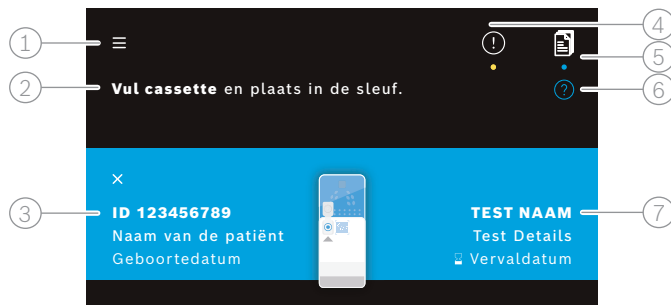 1
4
5
2
Vul cassette en plaats in de sleuf.
?
6
3
ID 123456789
Naam van de patiënt
Geboortedatum
TEST NAAM
Test Details
Vervaldatum
7